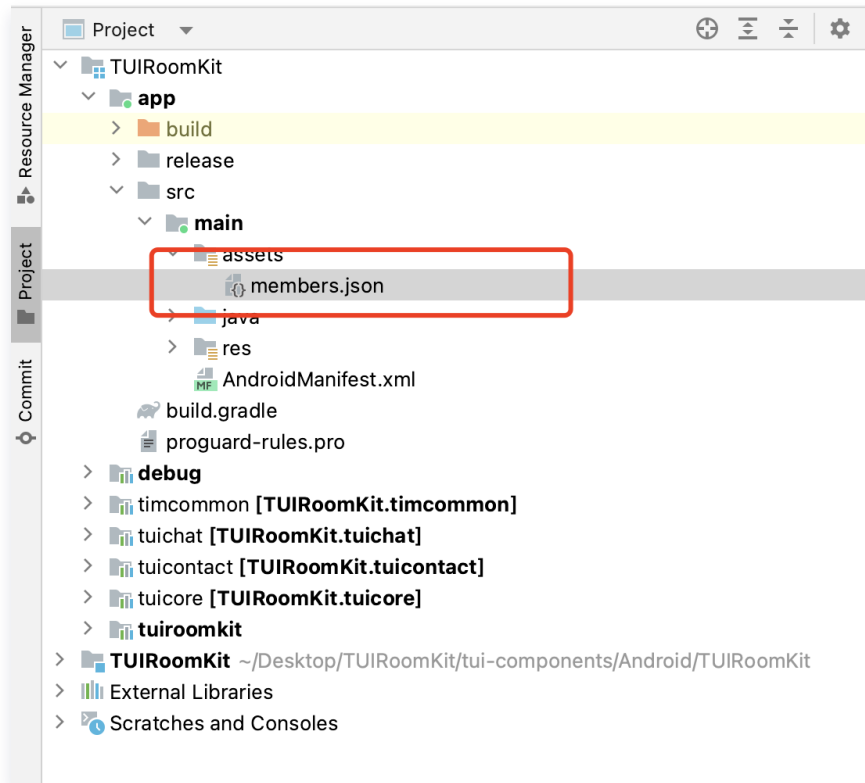 Project
Resource Manager
Project
Commit
TUIRoomKit
app
build
release
src
main
assets
{} members.json
java
res
MF AndroidManifest.xml
build.gradle
proguard-rules.pro
debug
timcommon [TUIRoomKit.timcommon]
tuichat [TUIRoomKit.tuichat]
tuicontact [TUIRoomKit.tuicontact]
tuicore [TUIRoomKit.tuicore]
tuiroomkit
TUIRoomKit ~/Desktop/TUIRoomKit/tui-components/Android/TUIRoomKit
External Libraries
Scratches and Consoles